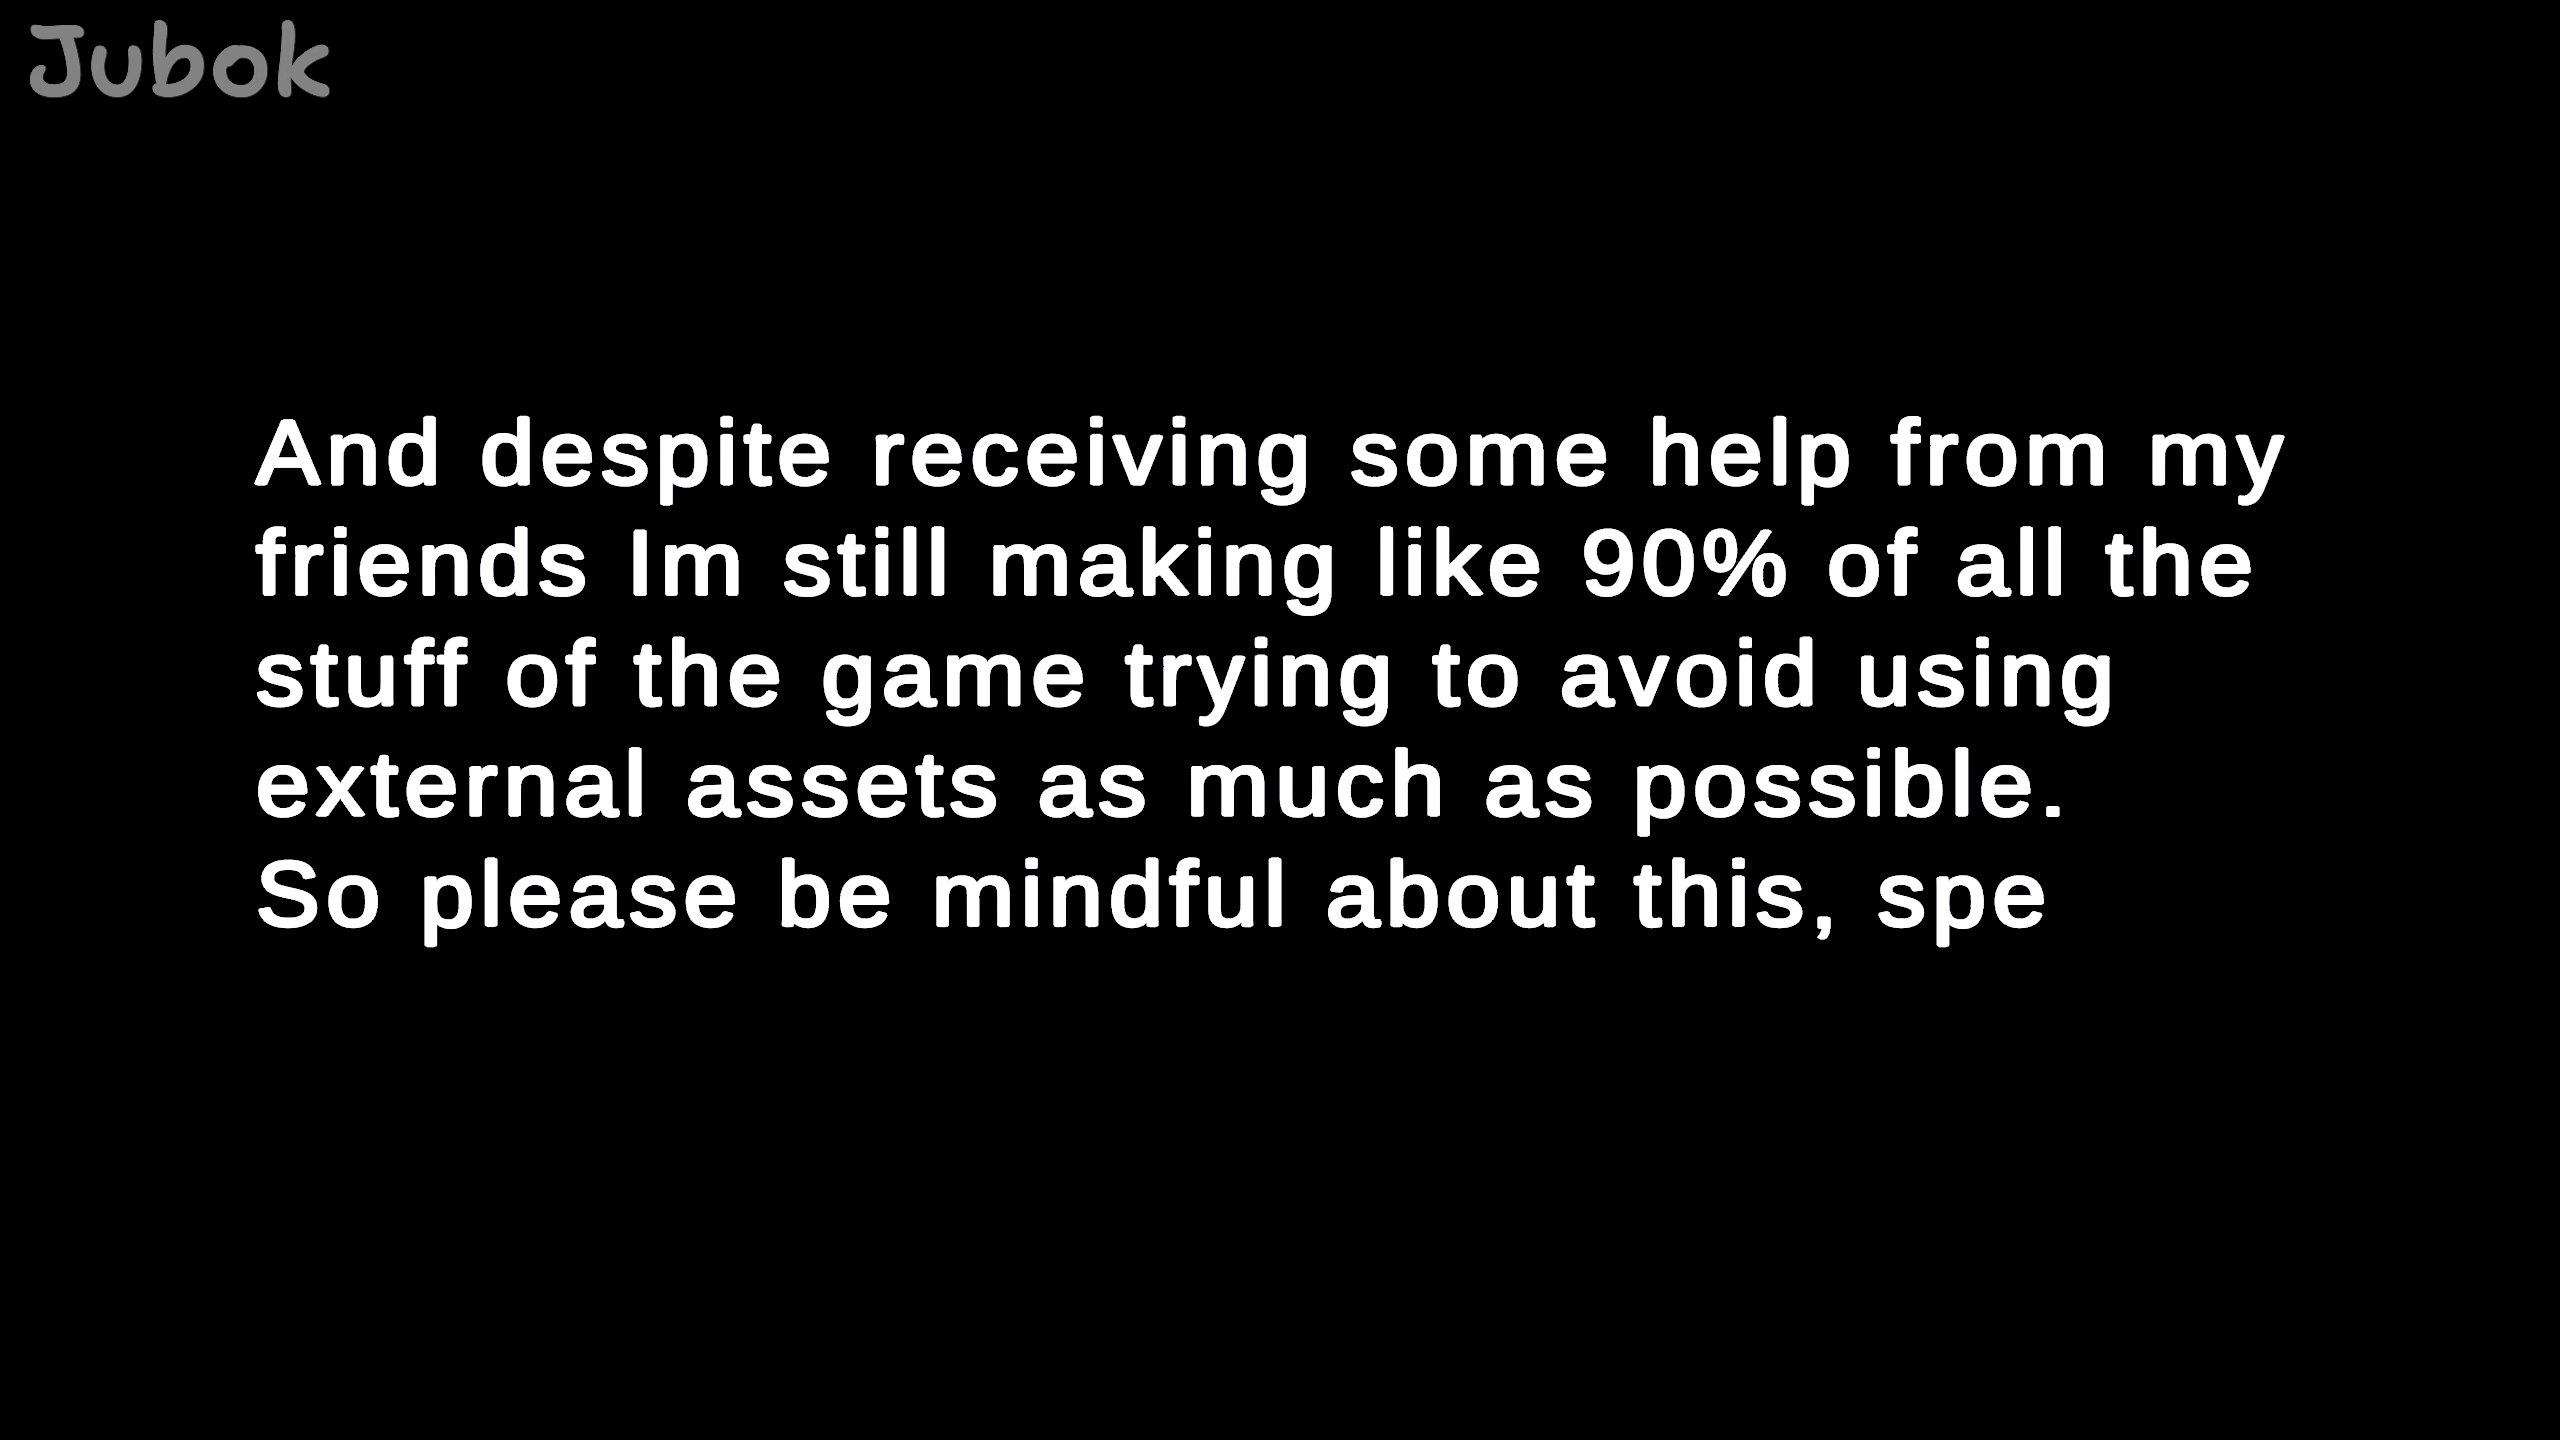 Jubok
And despite receiving some help from my
friends Im still making like 90% of all the
stuff of the game trying to avoid using
external assets as much as possible.
So please be mindful about this, spe